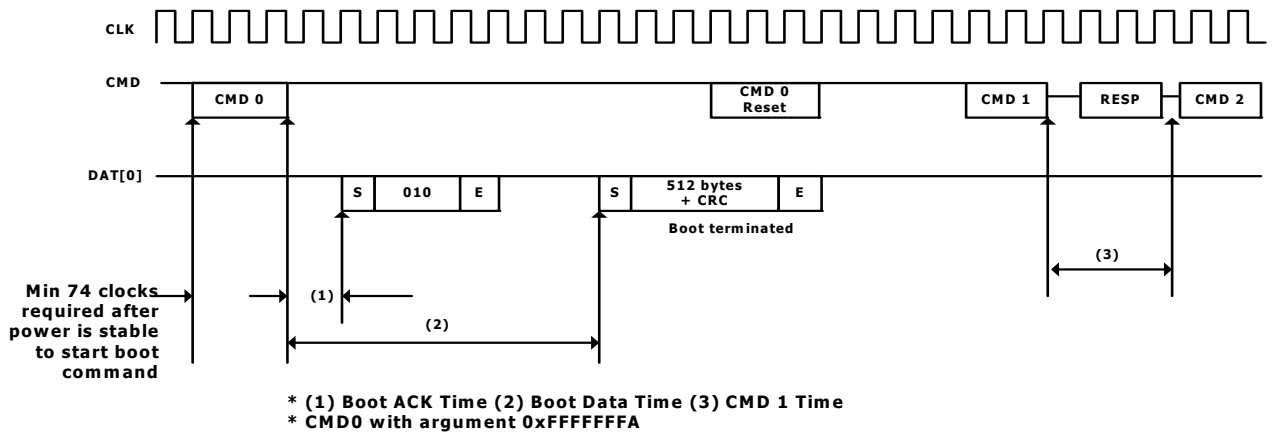 CLK
CMD
CMD 0
CMD 0
Reset
CMD 1
RESP
CMD 2
DAT[0]
S
010
E
S
512 bytes
+ CRC
E
Boot terminated
(1)
(2)
(3)
Min 74 clocks
required after
power is stable
to start boot
command
* (1) Boot ACK Time (2) Boot Data Time (3) CMD 1 Time
* CMD0 with argument 0xFFFFFFFA